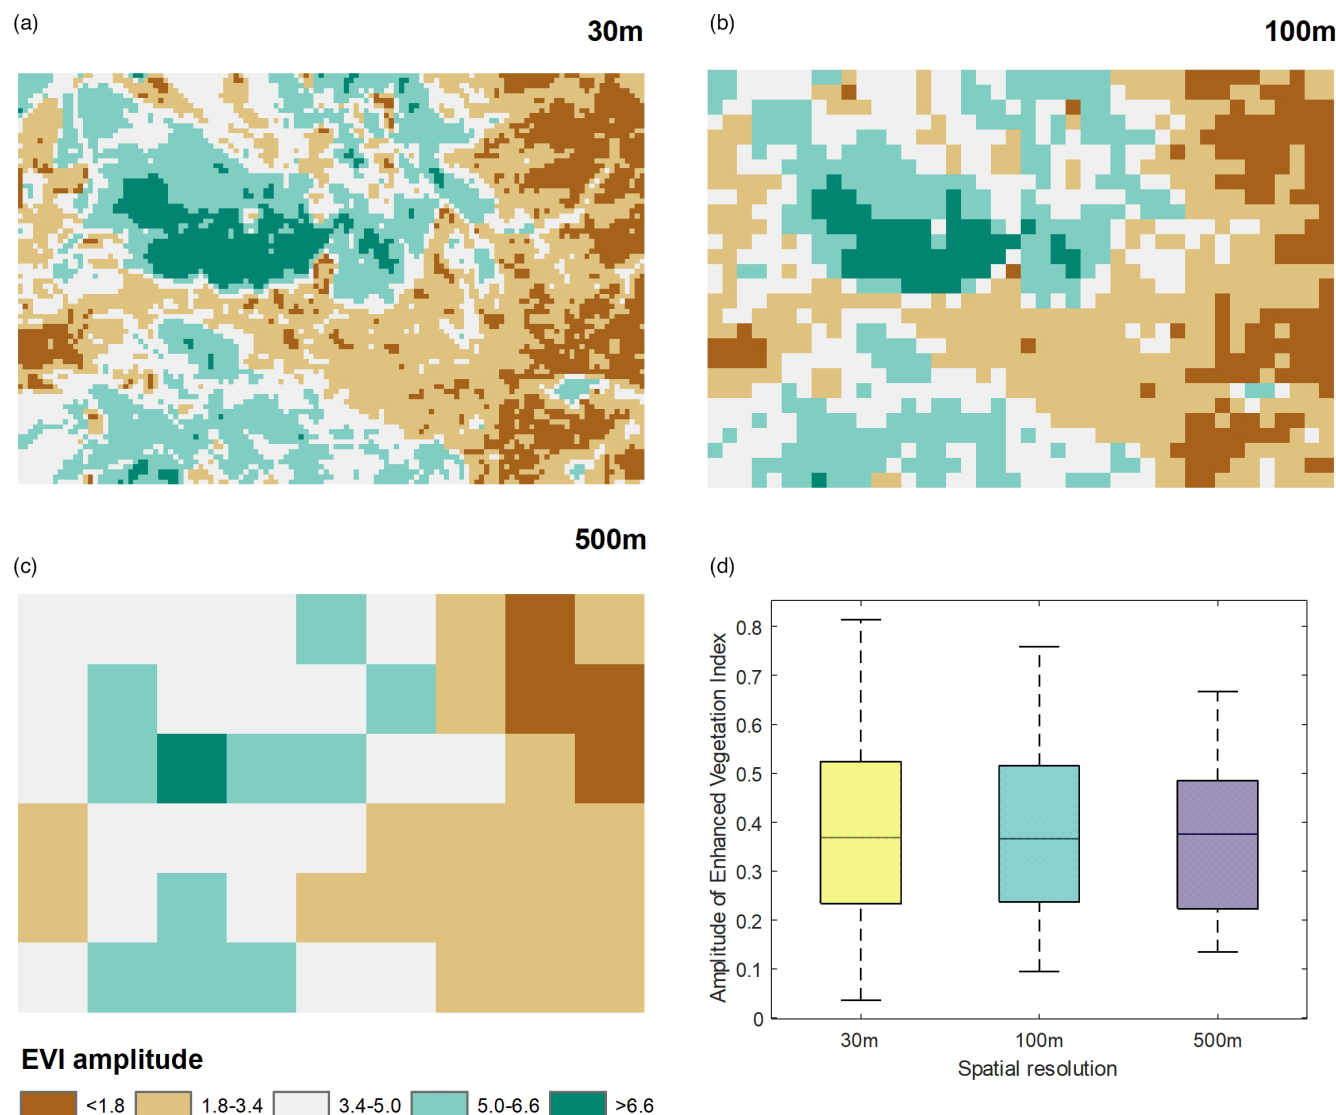 (a)
30m
(b)
100m
500m
(c)
(d)
Amplitude of Enhanced Vegetation Index
0.8
0.7
0.6
0.5
0.4
0.3
0.2
0.1
0
30m 100m 500m
Spatial resolution
EVI amplitude
<1.8 1.8-3.4 3.4-5.0 5.0-6.6 >6.6